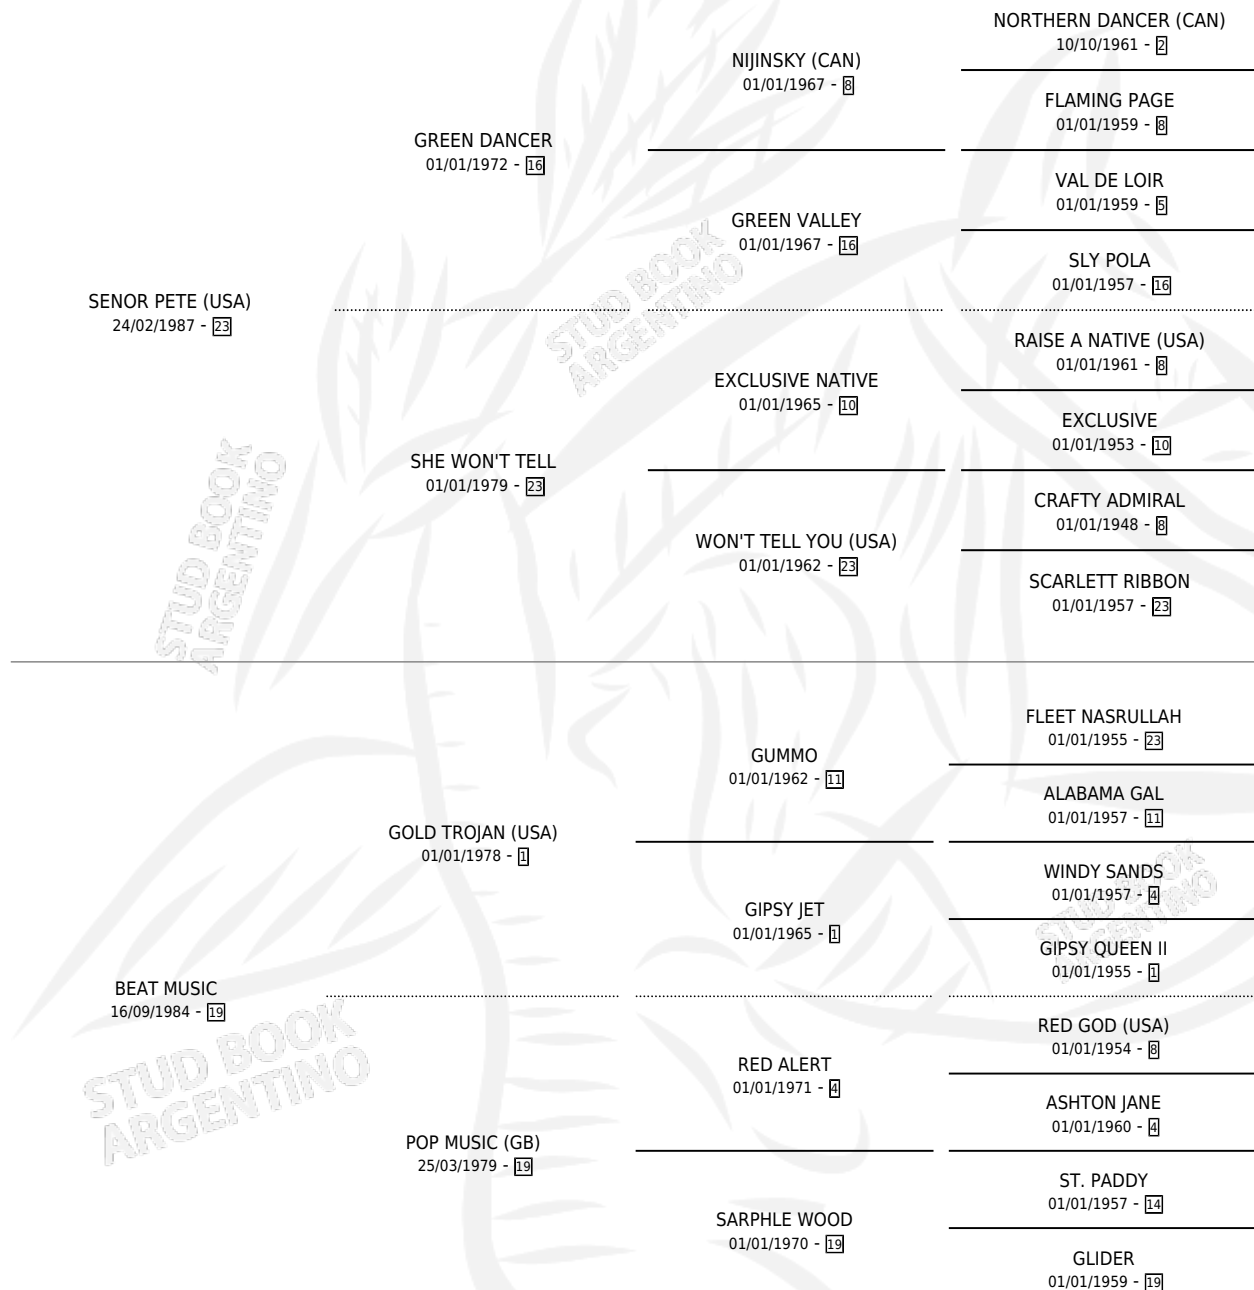 NORTHERN DANCER (CAN)
10/10/1961 - 2
NIJINSKY (CAN)
01/01/1967 - 8
FLAMING PAGE
01/01/1959 - 8
GREEN DANCER
01/01/1972 - 16
VAL DE LOIR
01/01/1959 - 5
GREEN VALLEY
01/01/1967 - 16
SLY POLA
01/01/1957 - 16
SENOR PETE (USA)
24/02/1987 - 23
RAISE A NATIVE (USA)
01/01/1961 - 8
EXCLUSIVE NATIVE
01/01/1965 - 10
EXCLUSIVE
01/01/1953 - 10
SHE WON'T TELL
01/01/1979 - 23
CRAFTY ADMIRAL
01/01/1948 - 8
WON'T TELL YOU (USA)
01/01/1962 - 23
SCARLETT RIBBON
01/01/1957 - 23
FLEET NASRULLAH
01/01/1955 - 23
GUMMO
01/01/1962 - 11
ALABAMA GAL
01/01/1957 - 11
GOLD TROJAN (USA)
01/01/1978 - 1
WINDY SANDS
01/01/1957 - 4
GIPSY JET
01/01/1965 - 1
GIPSY QUEEN II
01/01/1955 - 1
BEAT MUSIC
16/09/1984 - 19
RED GOD (USA)
01/01/1954 - 8
RED ALERT
01/01/1971 - 4
ASHTON JANE
01/01/1960 - 4
POP MUSIC (GB)
25/03/1979 - 19
ST. PADDY
01/01/1957 - 14
SARPHLE WOOD
01/01/1970 - 19
GLIDER
01/01/1959 - 19
STUD BOOK
ARGENTINO
STUD BOOK
ARGENTINO
STUD BOOK
ARGENTINO
STUD BOOK
ARGENTINO